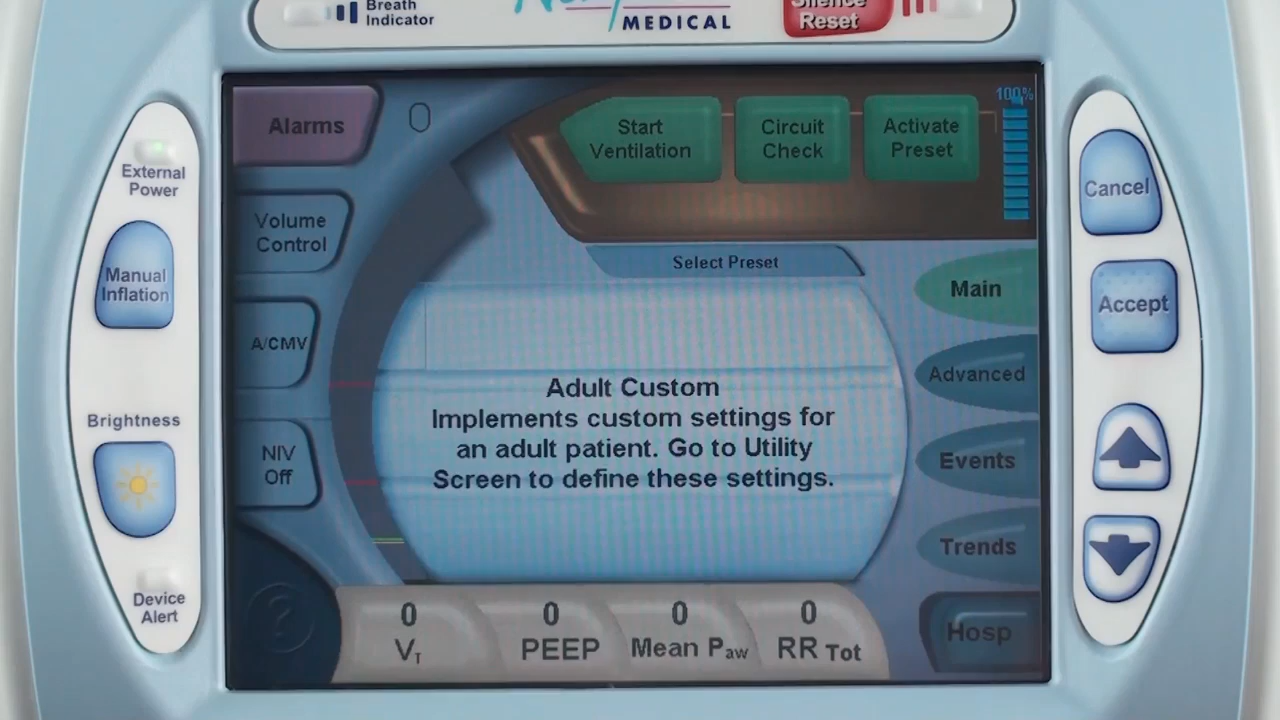 Breath
Indicator
MEDICAL
Silence
Reset
100%
Alarms
0
Start
Ventilation
Circuit
Check
Activate
Preset
External
Power
Cancel
Volume
Control
Select Preset
Manual
Inflation
Main
Accept
A/CMV
Advanced
Adult Custom
Implements custom settings for
an adult patient. Go to Utility
Screen to define these settings.
Brightness
NIV
Off
Events
Trends
Device
Alert
?
0 0 0 0
VT PEEP Mean Paw RR Tot
Hosp